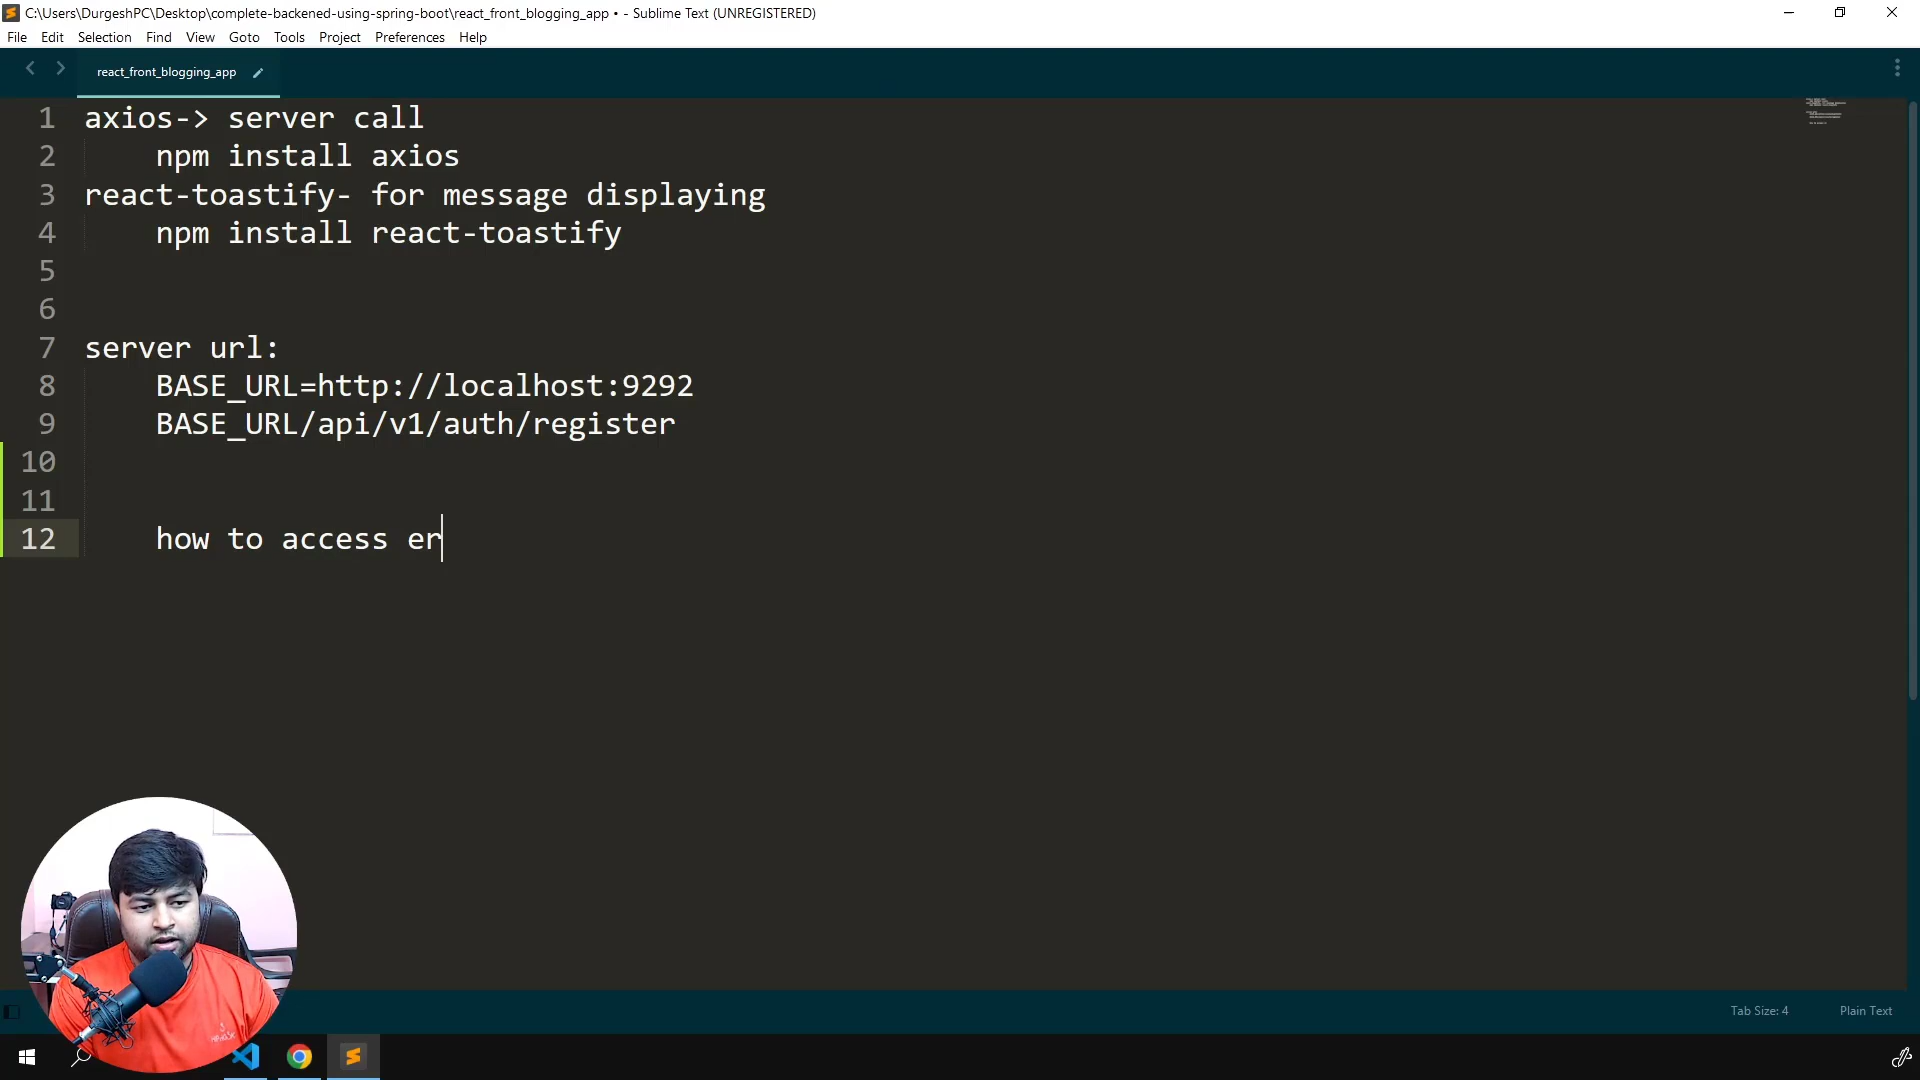 C:\Users\DurgeshPC\Desktop\complete-backened-using-spring-boot\react_front_blogging_app • - Sublime Text (UNREGISTERED)
File Edit Selection Find View Goto Tools Project Preferences Help
react_front_blogging_app
1 axios-> server call
2 npm install axios
3 react-toastify- for message displaying
4 npm install react-toastify
5
6
7 server url:
8 BASE_URL=http://localhost:9292
9 BASE_URL/api/v1/auth/register
10
11
12 how to access er
Tab Size: 4 Plain Text